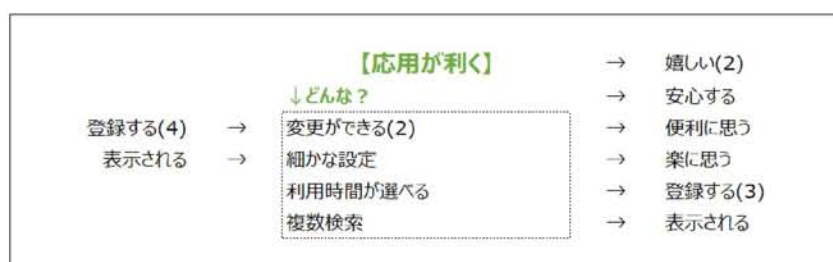 【応用が利く】 → 嬉しい(2)
↓どんな？ → 安心する
登録する(4) → 変更ができる(2) → 便利に思う
表示される → 細かな設定 → 楽に思う
利用時間が選べる → 登録する(3)
複数検索 → 表示される